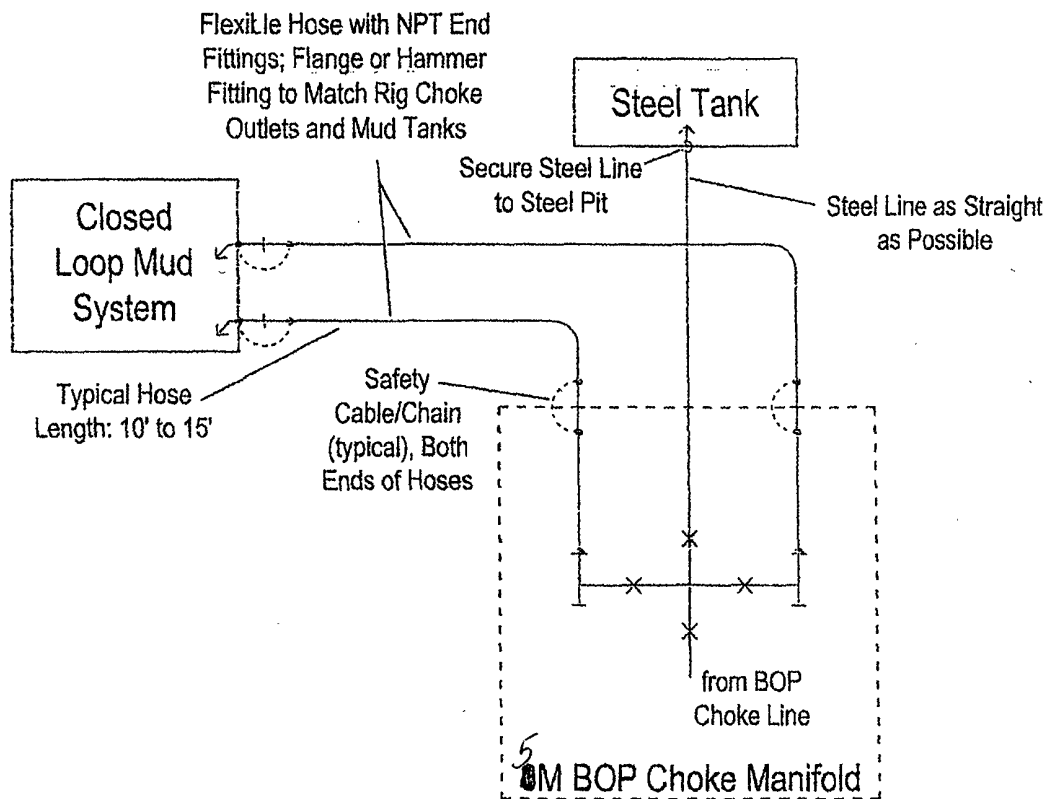 Flexible Hose with NPT End
Fittings; Flange or Hammer
Fitting to Match Rig Choke
Outlets and Mud Tanks
Steel Tank
Secure Steel Line
to Steel Pit
Steel Line as Straight
as Possible
Closed
Loop Mud
System
Typical Hose
Length: 10' to 15'
Safety
Cable/Chain
(typical), Both
Ends of Hoses
from BOP
Choke Line
5M BOP Choke Manifold